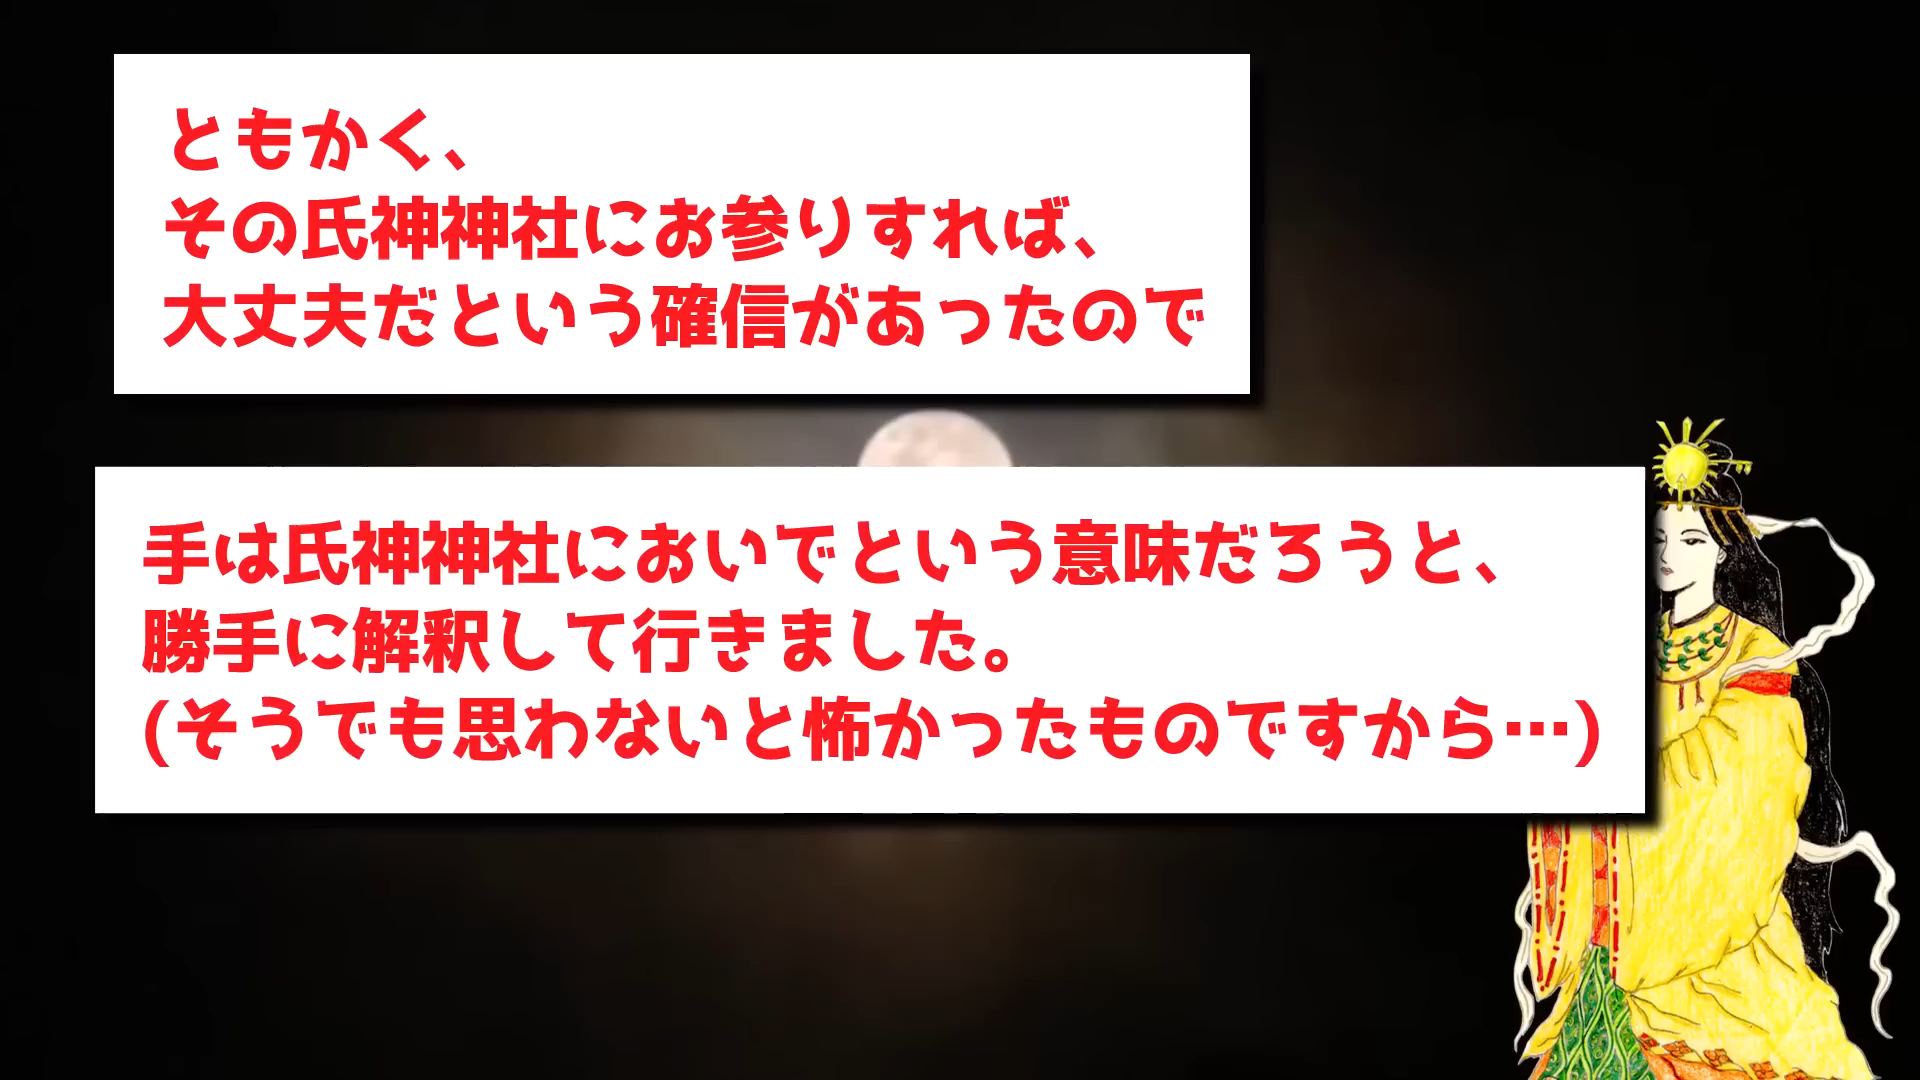 ともかく、
その氏神神社にお参りすれば、
大丈夫だという確信があったので
手は氏神神社においでという意味だろうと、
勝手に解釈して行きました。
(そうでも思わないと怖かったものですから…)